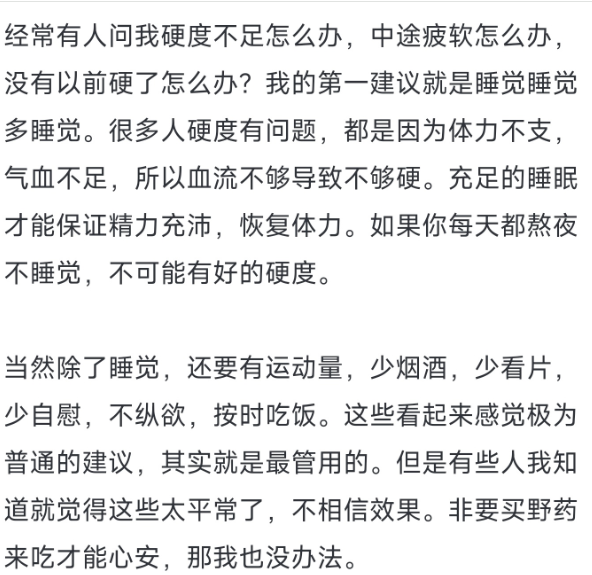 经常有人问我硬度不足怎么办，中途疲软怎么办，
没有以前硬了怎么办？我的第一建议就是睡觉睡觉
多睡觉。很多人硬度有问题，都是因为体力不支，
气血不足，所以血流不够导致不够硬。充足的睡眠
才能保证精力充沛，恢复体力。如果你每天都熬夜
不睡觉，不可能有好的硬度。
当然除了睡觉，还要有运动量，少烟酒，少看片，
少自慰，不纵欲，按时吃饭。这些看起来感觉极为
普通的建议，其实就是最管用的。但是有些人我知
道就觉得这些太平常了，不相信效果。非要买野药
来吃才能心安，那我也没办法。